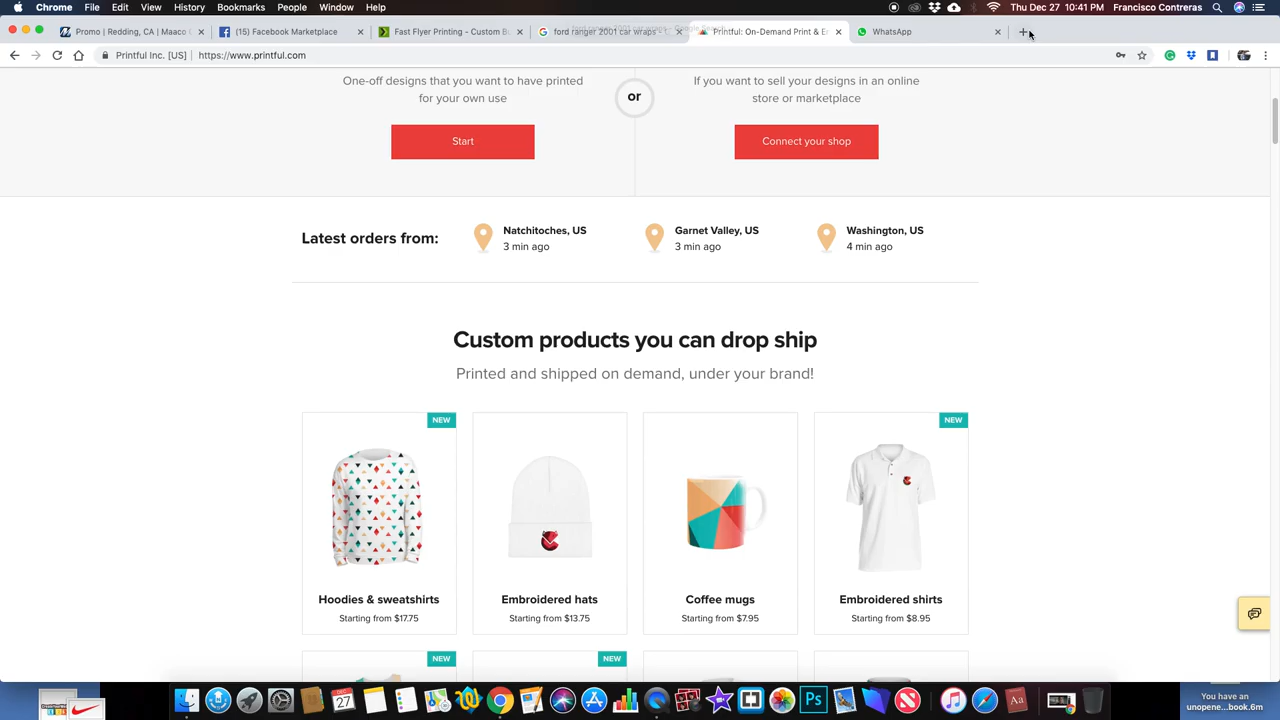 Chrome File Edit View History Bookmarks People Window Help Thu Dec 27 10:41 PM Francisco Contreras
Promo | Redding, CA | Maaco (15) Facebook Marketplace Fast Flyer Printing - Custom Bu ford ranger 2001 car wraps - Printful: On-Demand Print & E WhatsApp
Printful Inc. [US] https://www.printful.com
One-off designs that you want to have printed
for your own use
or
If you want to sell your designs in an online
store or marketplace
Start
Connect your shop
Latest orders from:
Natchitoches, US
3 min ago
Garnet Valley, US
3 min ago
Washington, US
4 min ago
Custom products you can drop ship
Printed and shipped on demand, under your brand!
NEW
NEW
Hoodies & sweatshirts
Starting from $17.75
Embroidered hats
Starting from $13.75
Coffee mugs
Starting from $7.95
Embroidered shirts
Starting from $8.95
NEW
NEW
DEC
27
Ps
You have an
unopene...book.6m